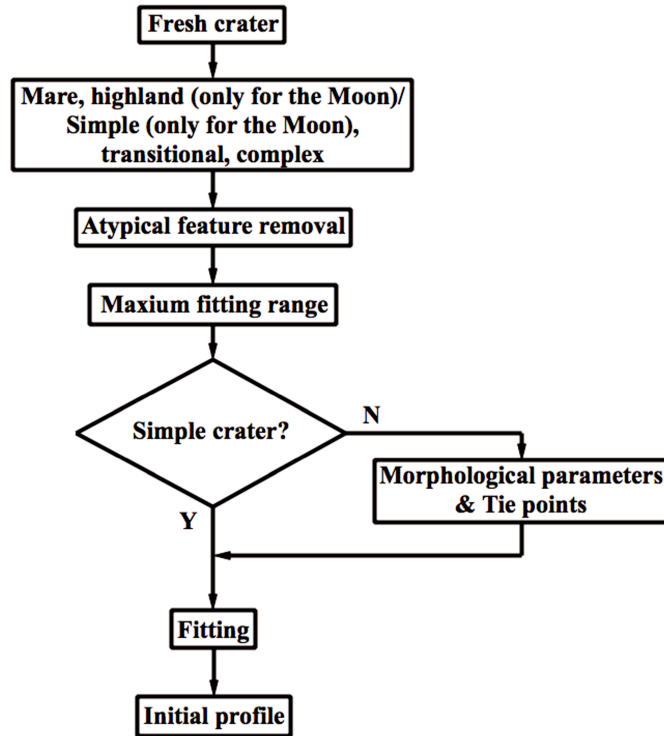 Fresh crater
Mare, highland (only for the Moon)/
Simple (only for the Moon),
transitional, complex
Atypical feature removal
Maxium fitting range
Simple crater?
N
Morphological parameters
& Tie points
Y
Fitting
Initial profile